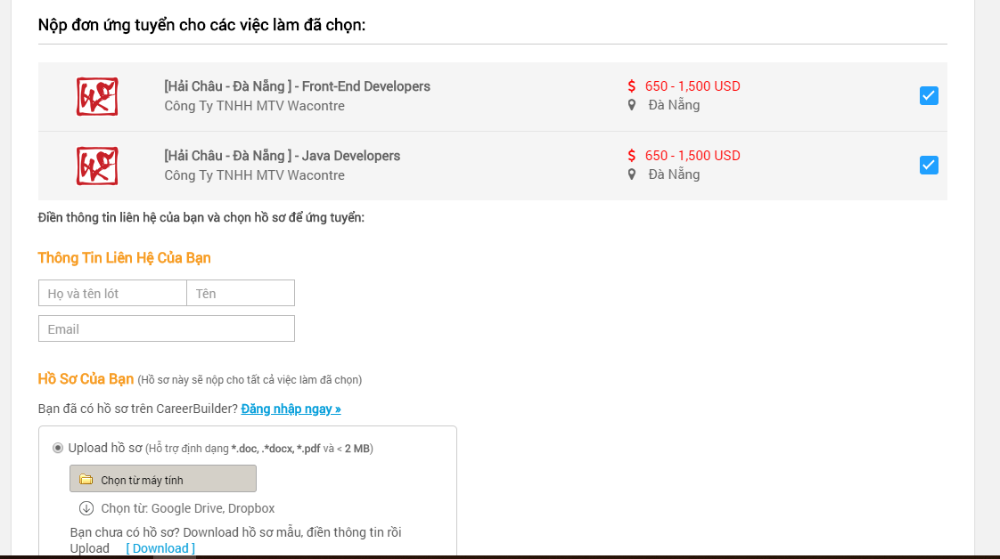 Nộp đơn ứng tuyển cho các việc làm đã chọn:
[Hải Châu - Đà Nẵng ] - Front-End Developers
$ 650 - 1,500 USD
Công Ty TNHH MTV Wacontre
Đà Nẵng
[Hải Châu - Đà Nẵng ] - Java Developers
$ 650 - 1,500 USD
Công Ty TNHH MTV Wacontre
Đà Nẵng
Điền thông tin liên hệ của bạn và chọn hồ sơ để ứng tuyển:
Thông Tin Liên Hệ Của Bạn
Họ và tên lót Tên
Email
Hồ Sơ Của Bạn (Hồ sơ này sẽ nộp cho tất cả việc làm đã chọn)
Bạn đã có hồ sơ trên CareerBuilder? Đăng nhập ngay »
Upload hồ sơ (Hỗ trợ định dạng *.doc, .*docx, *.pdf và < 2 MB)
Chọn từ máy tính
Chọn từ: Google Drive, Dropbox
Bạn chưa có hồ sơ? Download hồ sơ mẫu, điền thông tin rồi
Upload [ Download ]